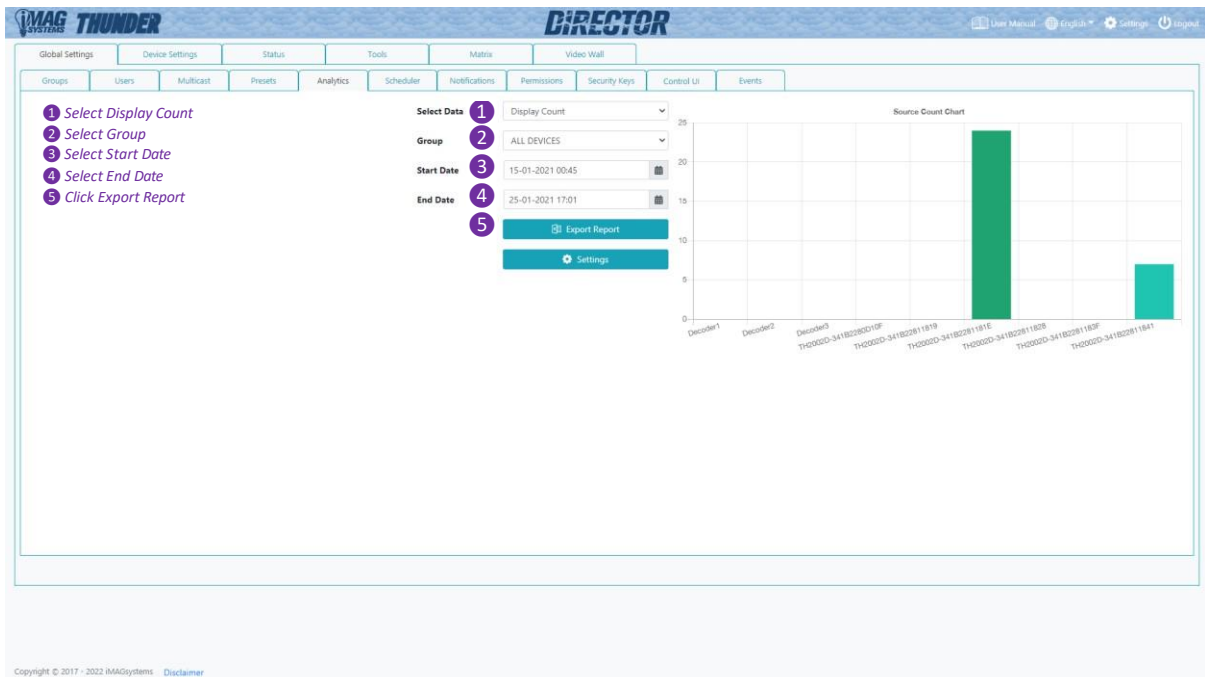 iMAG SYSTEMS THUNDER
DiRECTOR
User Manual English Settings Logout
Global Settings Device Settings Status Tools Matrix Video Wall
Groups Users Multicast Presets Analytics Scheduler Notifications Permissions Security Keys Control UI Events
1 Select Display Count
2 Select Group
3 Select Start Date
4 Select End Date
5 Click Export Report
Select Data 1 Display Count
Group 2 ALL DEVICES
Start Date 3 15-01-2021 00:45
End Date 4 25-01-2021 17:01
5 Export Report
Settings
Source Count Chart
25
20
15
10
5
0
Decoder1 Decoder2 Decoder3 TH2002D-341B2280D10F TH2002D-341B22811819 TH2002D-341B2281181E TH2002D-341B22811828 TH2002D-341B2281183F TH2002D-341B22811841
Copyright © 2017 - 2022 iMAGsystems Disclaimer